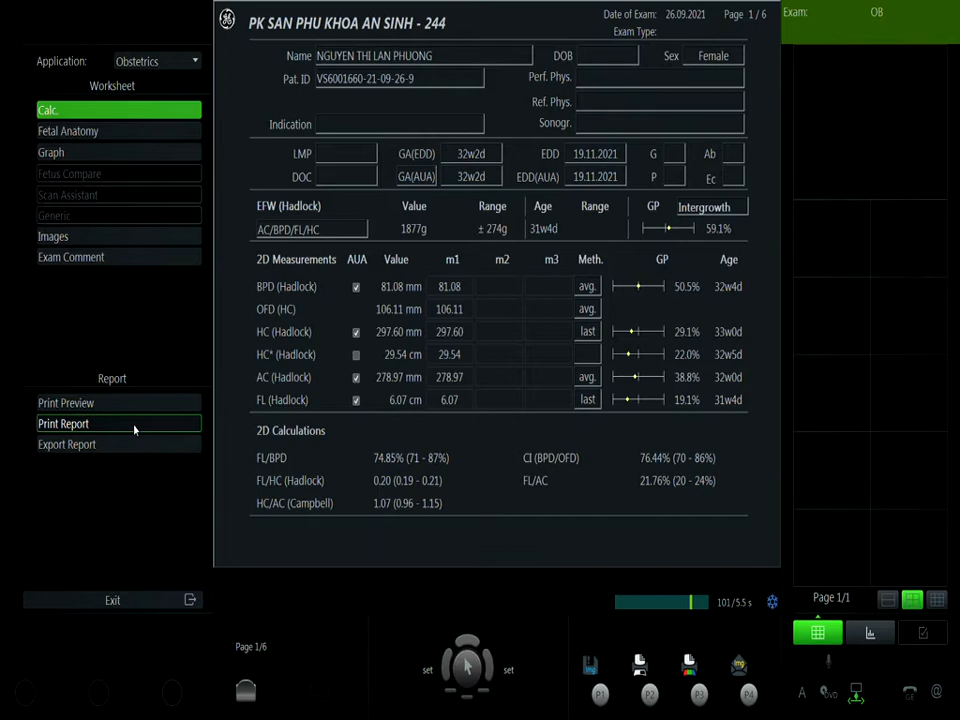 PK SAN PHU KHOA AN SINH - 244
Date of Exam: 26.09.2021 Page 1 / 6
Exam Type:
Exam: OB
Name NGUYEN THI LAN PHUONG DOB Sex Female
Pat. ID VS6001660-21-09-26-9 Perf. Phys.
Ref. Phys.
Indication Sonogr.
LMP GA(EDD) 32w2d EDD 19.11.2021 G Ab
DOC GA(AUA) 32w2d EDD(AUA) 19.11.2021 P Ec
EFW (Hadlock) Value Range Age Range GP Intergrowth
AC/BPD/FL/HC 1877g ± 274g 31w4d 59.1%
2D Measurements AUA Value m1 m2 m3 Meth. GP Age
BPD (Hadlock) 81.08 mm 81.08 avg. 50.5% 32w4d
OFD (HC) 106.11 mm 106.11 avg.
HC (Hadlock) 297.60 mm 297.60 last 29.1% 33w0d
HC* (Hadlock) 29.54 cm 29.54 22.0% 32w5d
AC (Hadlock) 278.97 mm 278.97 avg. 38.8% 32w0d
FL (Hadlock) 6.07 cm 6.07 last 19.1% 31w4d
2D Calculations
FL/BPD 74.85% (71 - 87%) CI (BPD/OFD) 76.44% (70 - 86%)
FL/HC (Hadlock) 0.20 (0.19 - 0.21) FL/AC 21.76% (20 - 24%)
HC/AC (Campbell) 1.07 (0.96 - 1.15)
Application: Obstetrics
Worksheet
Calc.
Fetal Anatomy
Graph
Fetus Compare
Scan Assistant
Generic
Images
Exam Comment
Report
Print Preview
Print Report
Export Report
Exit
101/5.5 s
Page 1/1
Page 1/6
set set
Img Img
P1 P2 P3 P4
A DVD GE @